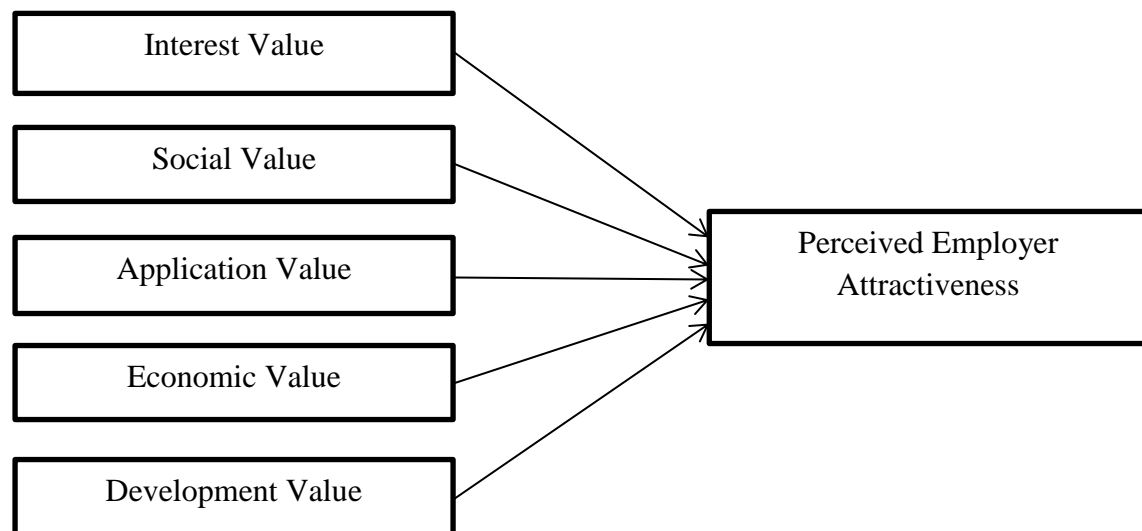 Interest Value
Social Value
Application Value
Economic Value
Development Value
Perceived Employer
Attractiveness